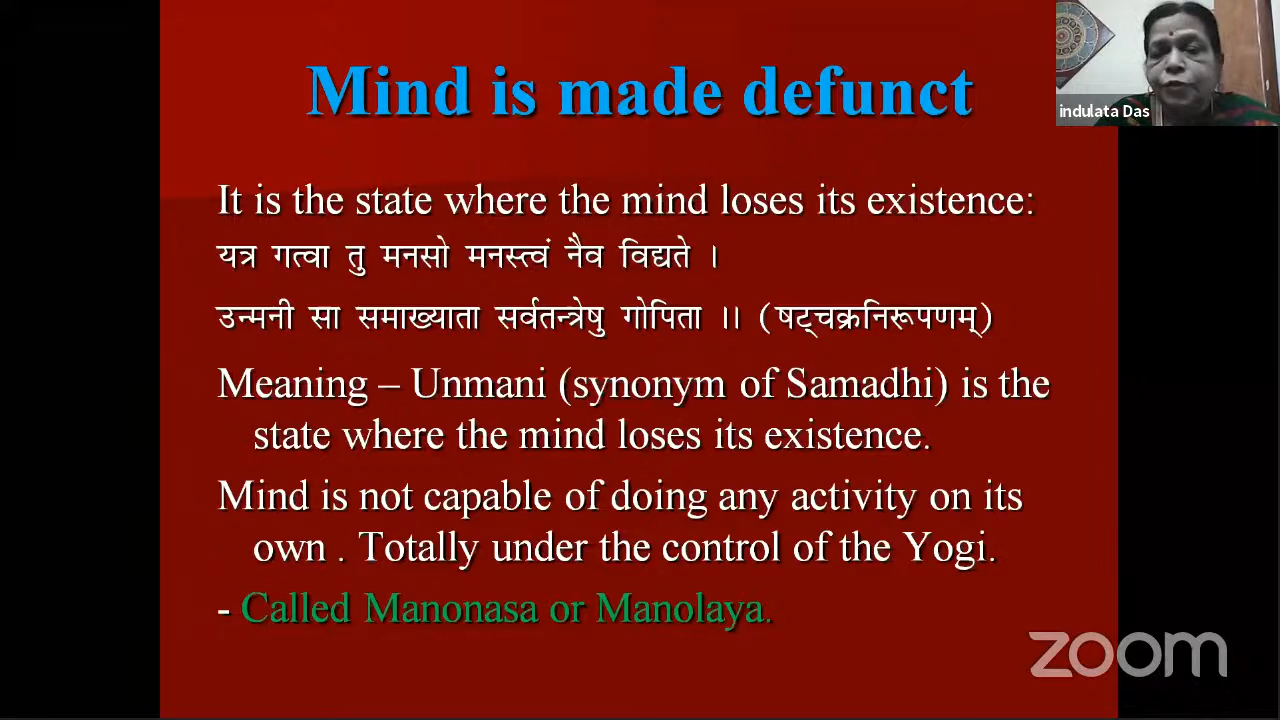 Mind is made defunct
indulata Das
It is the state where the mind loses its existence:
यत्र गत्वा तु मनसो मनस्त्वं नैव विद्यते ।
उन्मनी सा समाख्याता सर्वतन्त्रेषु गोपिता ।। (षट्चक्रनिरूपणम्)
Meaning – Unmani (synonym of Samadhi) is the
state where the mind loses its existence.
Mind is not capable of doing any activity on its
own . Totally under the control of the Yogi.
- Called Manonasa or Manolaya.
zoom